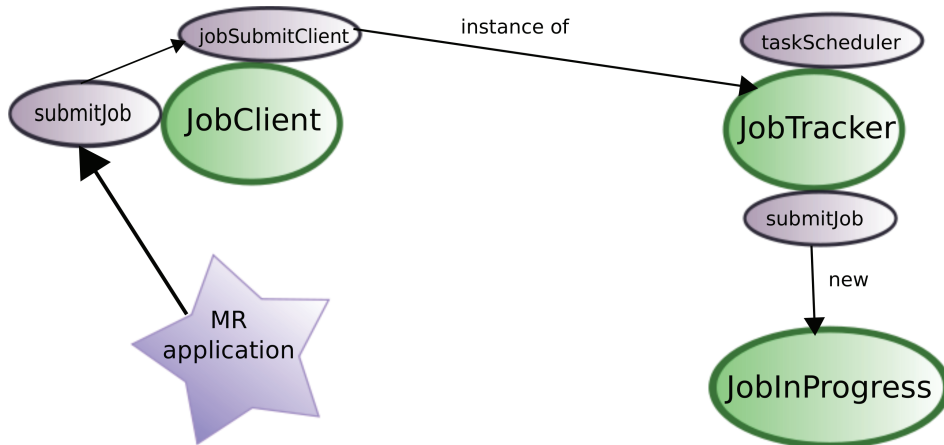 instance of
jobSubmitClient
taskScheduler
submitJob
JobClient
JobTracker
submitJob
new
MR
application
JobInProgress